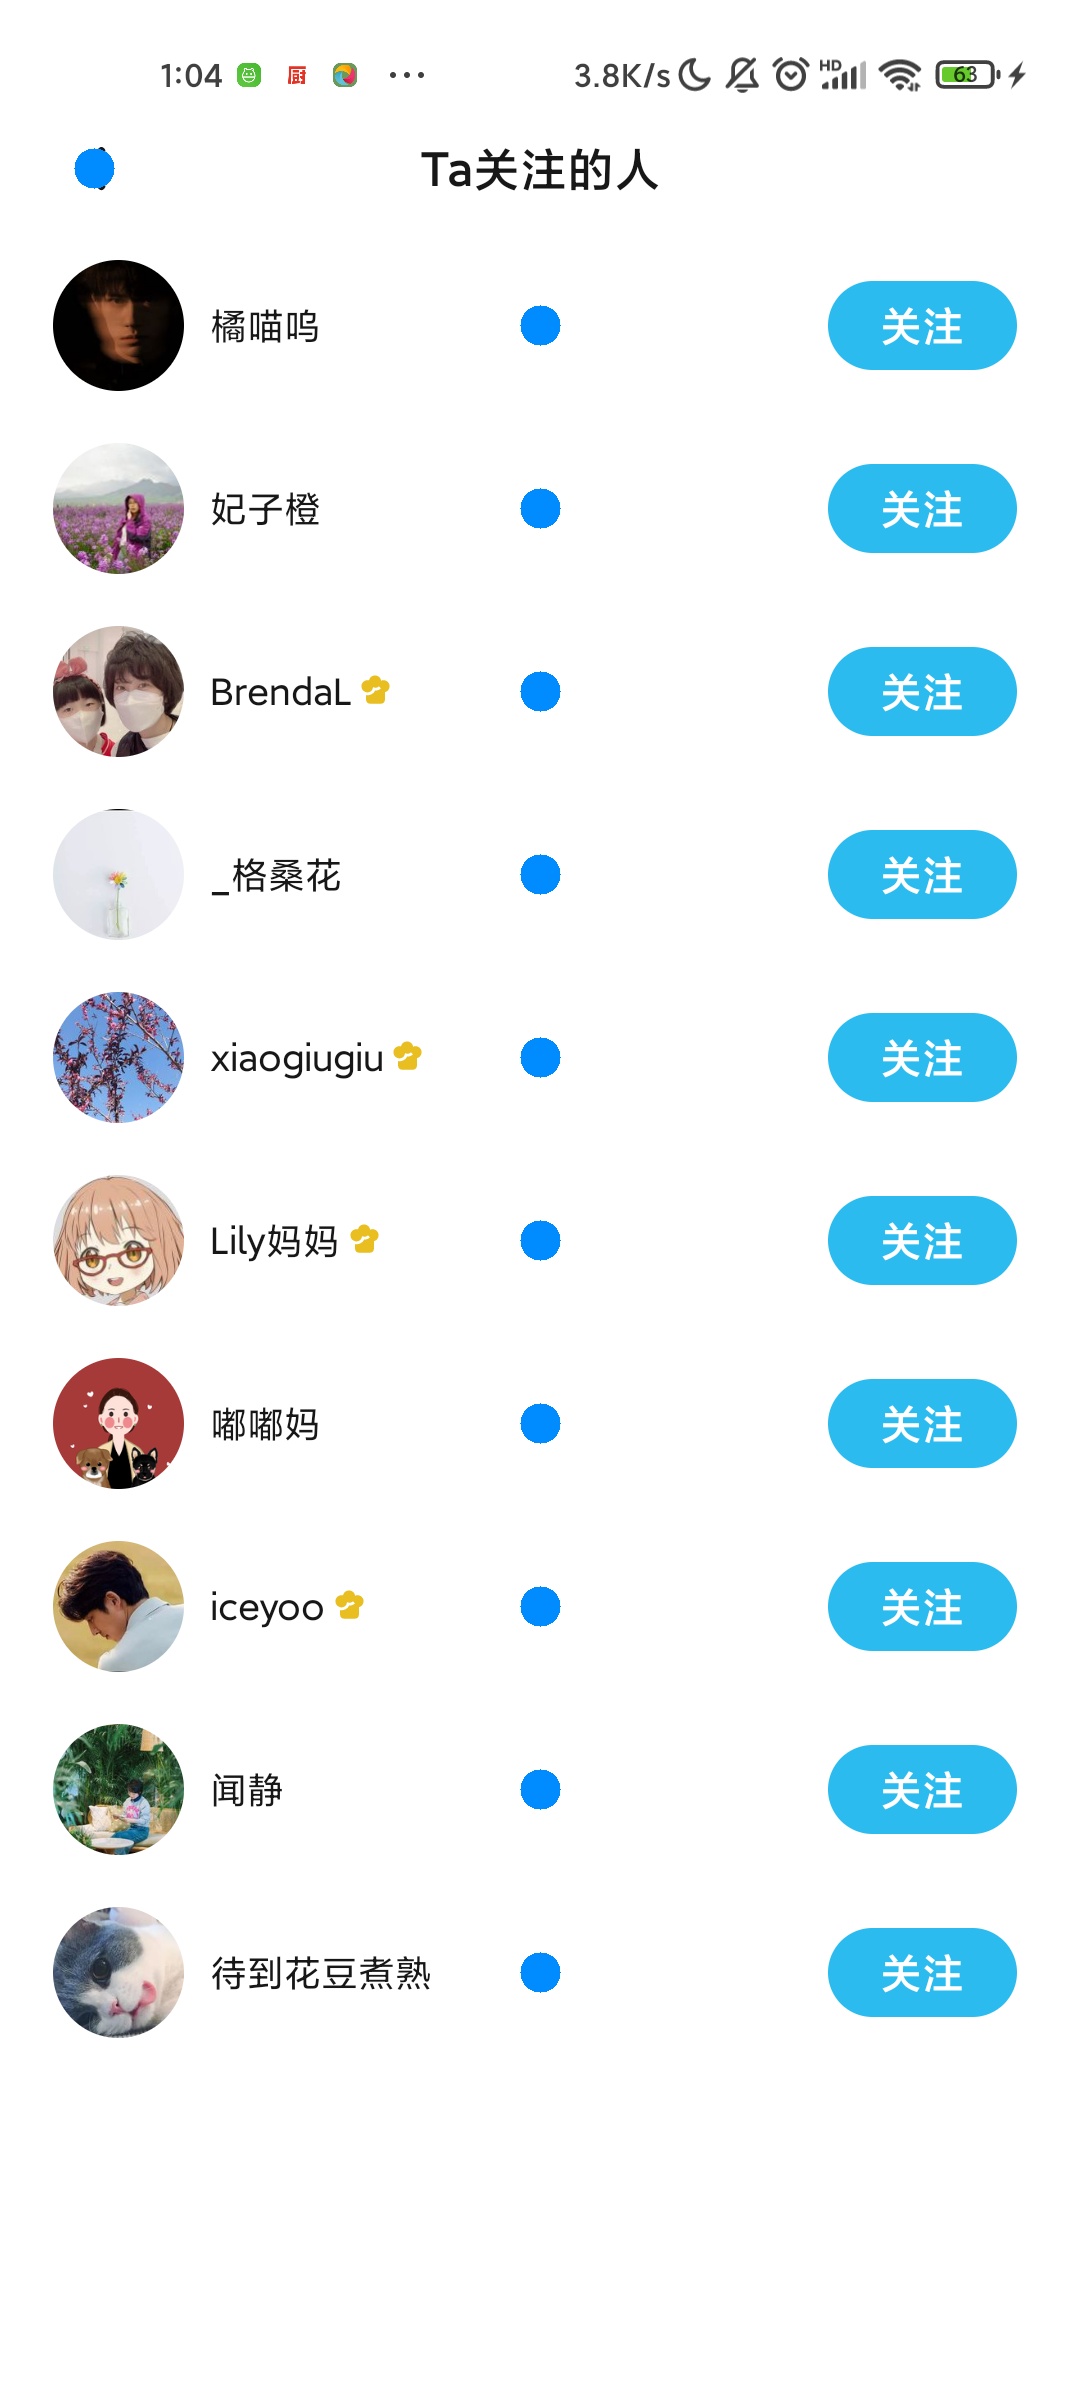 1:04 厨 ... 3.8K/s HD 63
Ta关注的人
橘喵呜 关注
妃子橙 关注
BrendaL 关注
_格桑花 关注
xiaogiugiu 关注
Lily妈妈 关注
嘟嘟妈 关注
iceyoo 关注
闻静 关注
待到花豆煮熟 关注